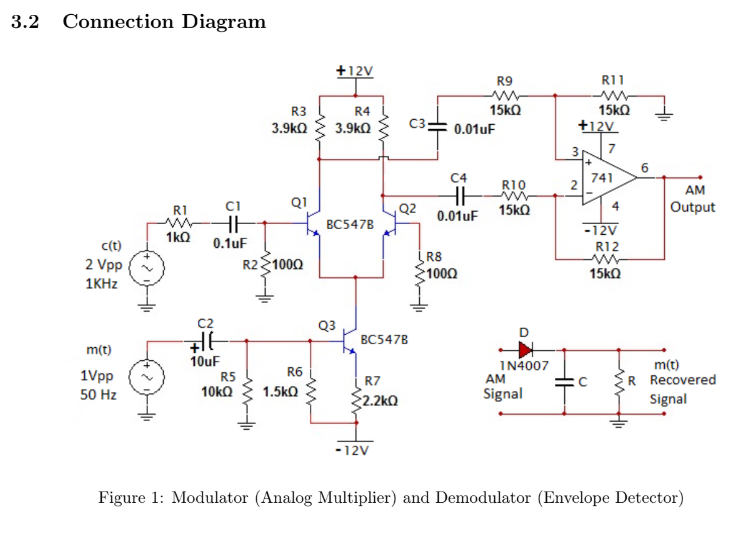 3.2 Connection Diagram
+12V
R3
3.9kΩ
R4
3.9kΩ
C3
0.01uF
R9
15kΩ
R11
15kΩ
+12V
3
7
+
741
6
2
-
4
-12V
AM
Output
C4
0.01uF
R10
15kΩ
R12
15kΩ
Q1
Q2
BC547B
R1
1kΩ
C1
0.1uF
R2
100Ω
R8
100Ω
c(t)
2 Vpp
1KHz
+
~
-
C2
+
10uF
Q3
BC547B
m(t)
1Vpp
50 Hz
+
~
-
R5
10kΩ
R6
1.5kΩ
R7
2.2kΩ
-12V
D
1N4007
AM
Signal
C
R
m(t)
Recovered
Signal
Figure 1: Modulator (Analog Multiplier) and Demodulator (Envelope Detector)